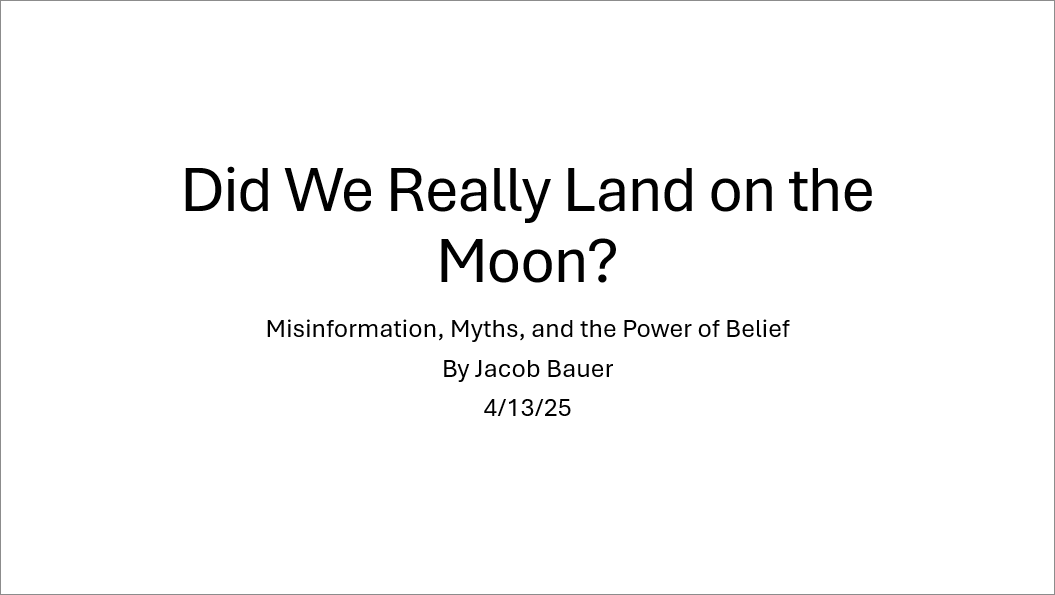 Did We Really Land on the
Moon?
Misinformation, Myths, and the Power of Belief
By Jacob Bauer
4/13/25